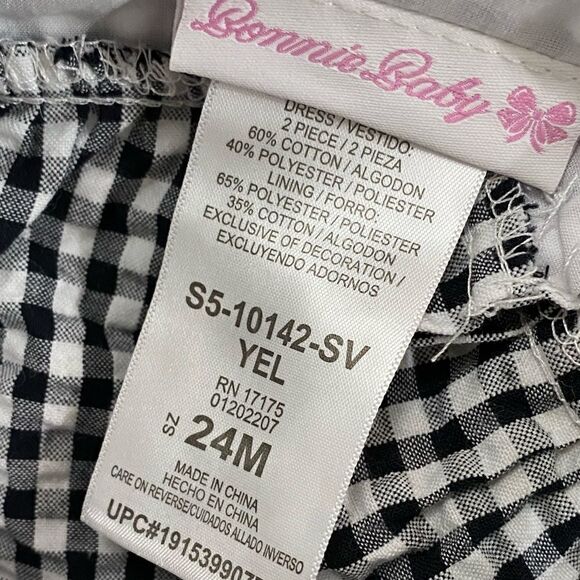 Bonnie Baby
DRESS / VESTIDO:
2 PIECE / 2 PIEZA
60% COTTON / ALGODON
40% POLYESTER / POLIESTER
LINING / FORRO:
65% POLYESTER / POLIESTER
35% COTTON / ALGODON
EXCLUSIVE OF DECORATION /
EXCLUYENDO ADORNOS
S5-10142-SV
YEL
RN 17175
01202207
SZ 24M
MADE IN CHINA
HECHO EN CHINA
CARE ON REVERSE/CUIDADOS ALLADO INVERSO